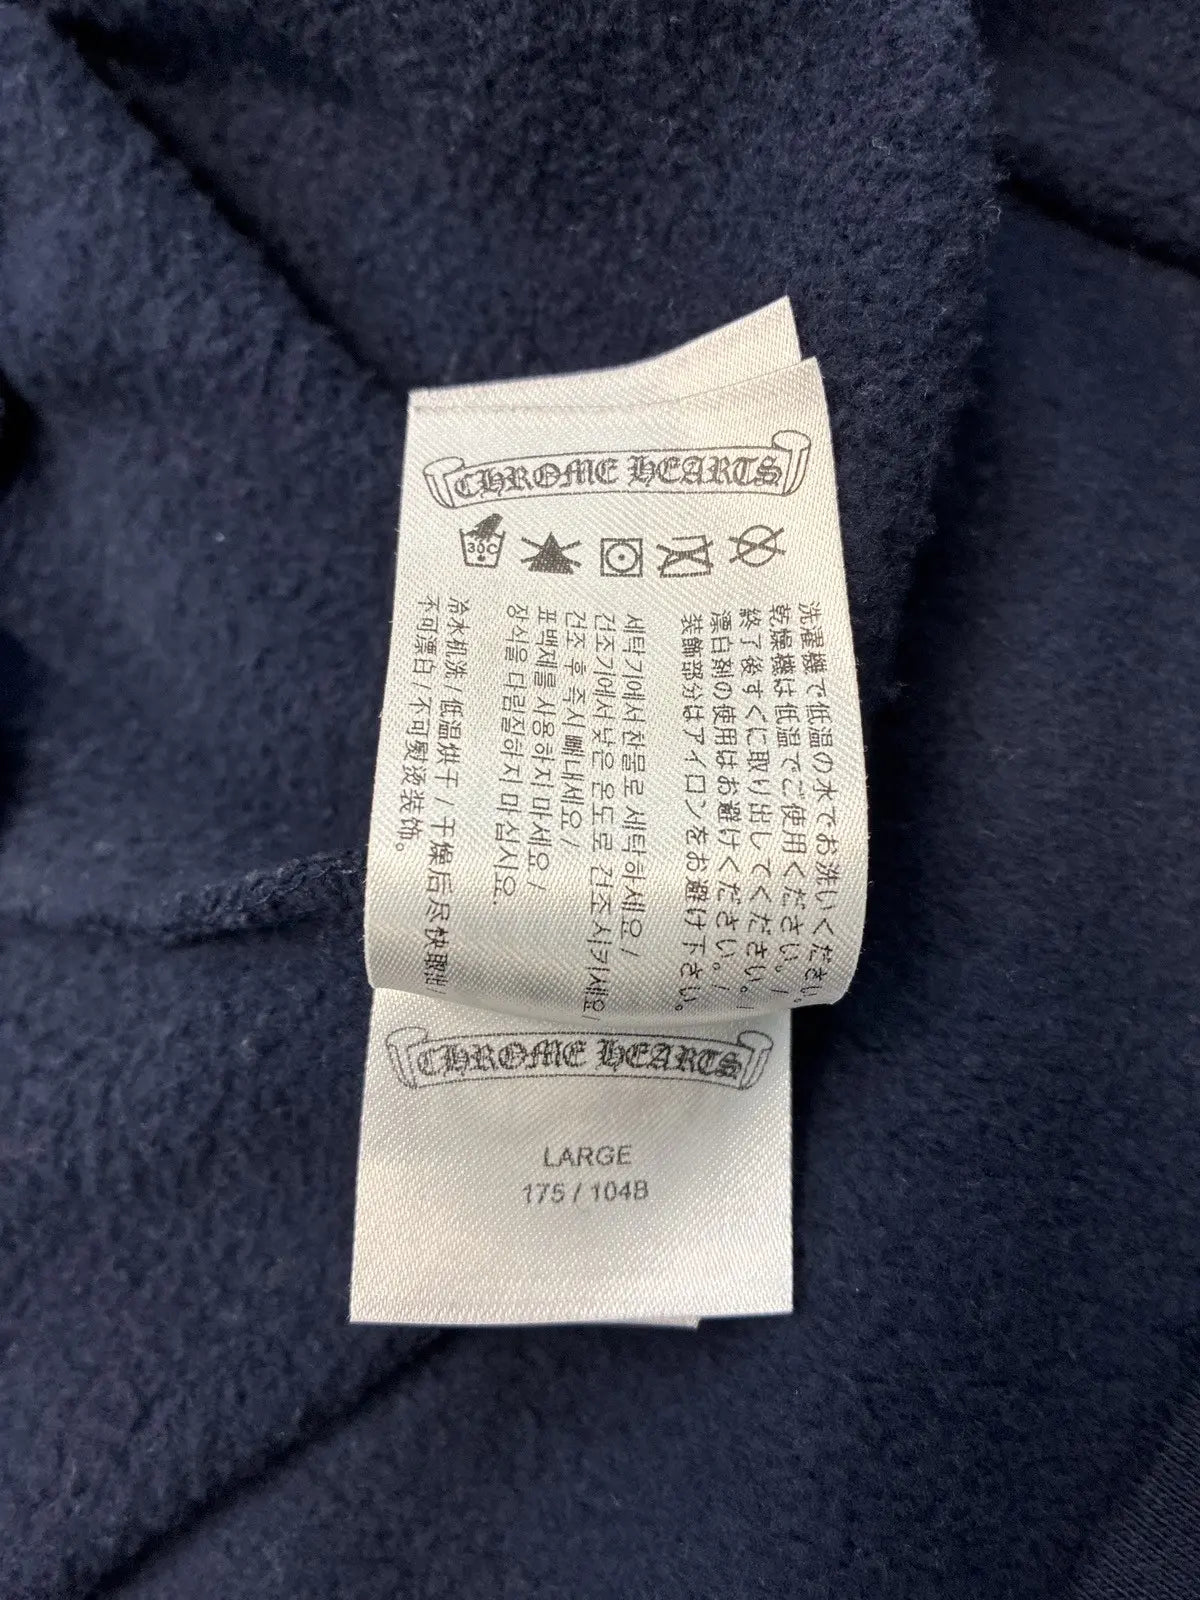 CHROME HEARTS
30C
洗濯機で低温の水でお洗いください。
乾燥機は低温でご使用ください。/
終了後すぐに取り出してください。/
漂白剤の使用はお避けください。/
装飾部分はアイロンをお避け下さい。
세탁기에서 찬물로 세탁하세요/
건조기에서 낮은 온도로 건조시키세요/
건조 후 즉시 빼내세요/
표백제를 사용하지 마세요/
장식을 다림질하지 마십시요.
冷水机洗/低温烘干/干燥后尽快取出/
不可漂白/不可熨烫装饰。
CHROME HEARTS
LARGE
175 / 104B